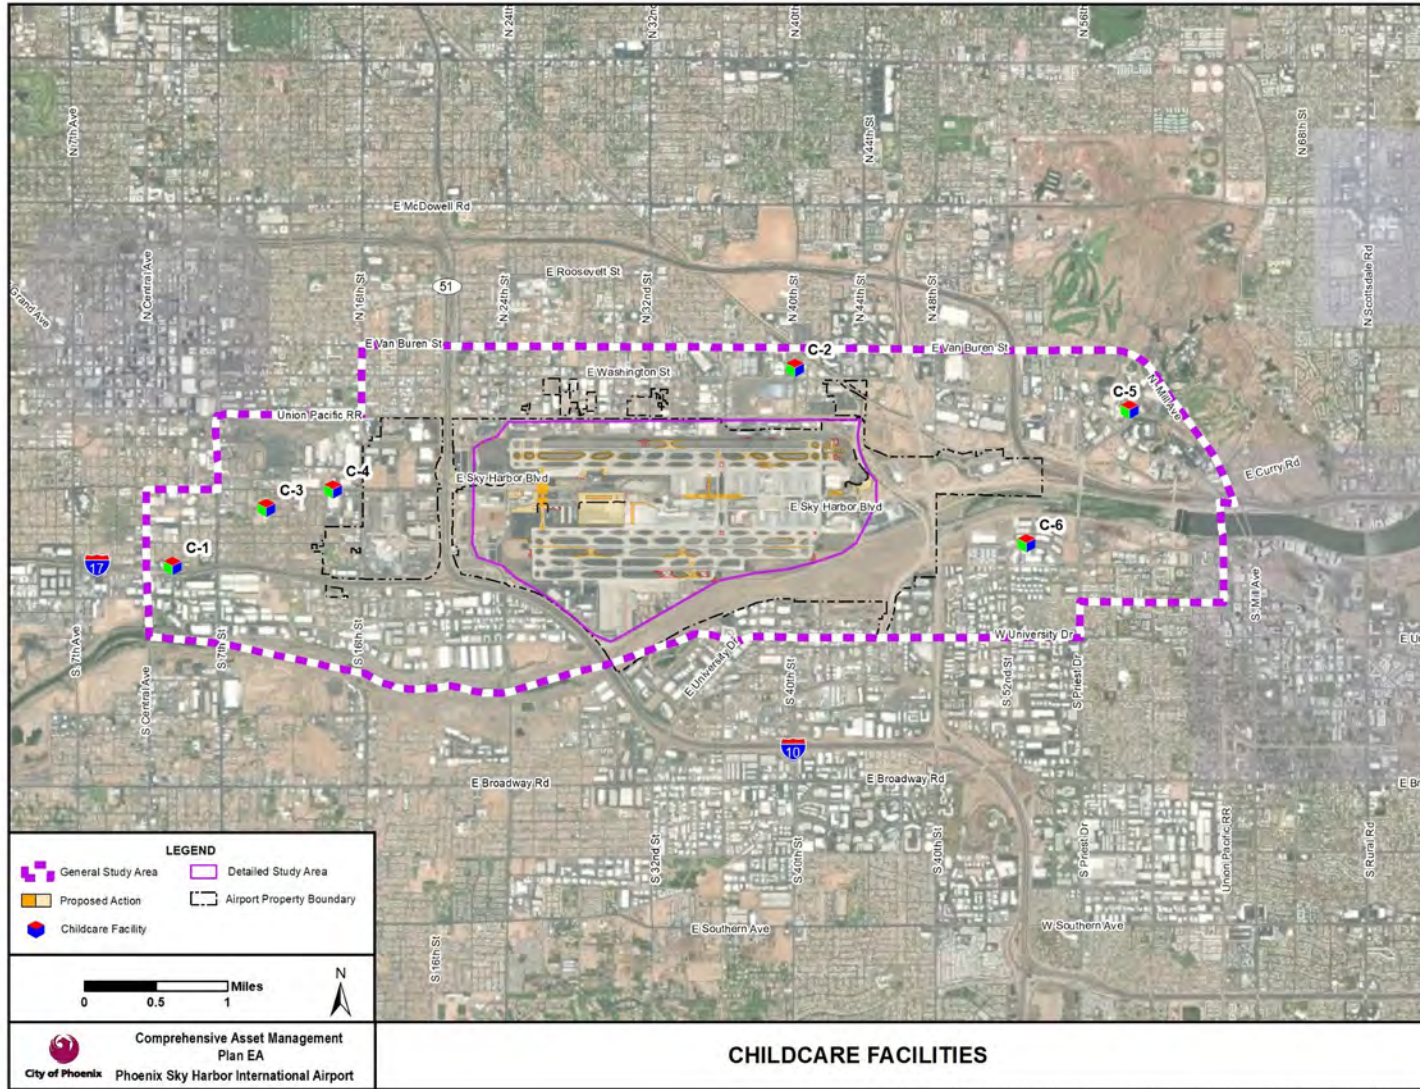 N 24th St
N 32nd St
N 40th St
N 56th St
N 7th Ave
N 44th St
N 68th St
E McDowell Rd
N Central Ave
N 16th St
51
N 24th St
E Roosevelt St
N 32nd St
N 40th St
N 44th St
N 48th St
N Scottsdale Rd
Grand Ave
E Van Buren St
C-2
E Van Buren St
E Washington St
C-5
N Mill Ave
Union Pacific RR
C-4
E Sky Harbor Blvd
E Curry Rd
C-3
E Sky Harbor Blvd
C-6
C-1
17
S 7th Ave
S 7th St
S 16th St
S Central Ave
E University Dr
S 40th St
W University Dr
S 52nd St
S Priest Dr
S Mill Ave
10
E Broadway Rd
E Broadway Rd
S 32nd St
S 40th St
S 40th St
S Priest Dr
Union Pacific RR
S Rural Rd
S 16th St
E Southern Ave
W Southern Ave
LEGEND
General Study Area
Detailed Study Area
Proposed Action
Airport Property Boundary
Childcare Facility
0 0.5 1 Miles
N
City of Phoenix
Comprehensive Asset Management
Plan EA
Phoenix Sky Harbor International Airport
CHILDCARE FACILITIES